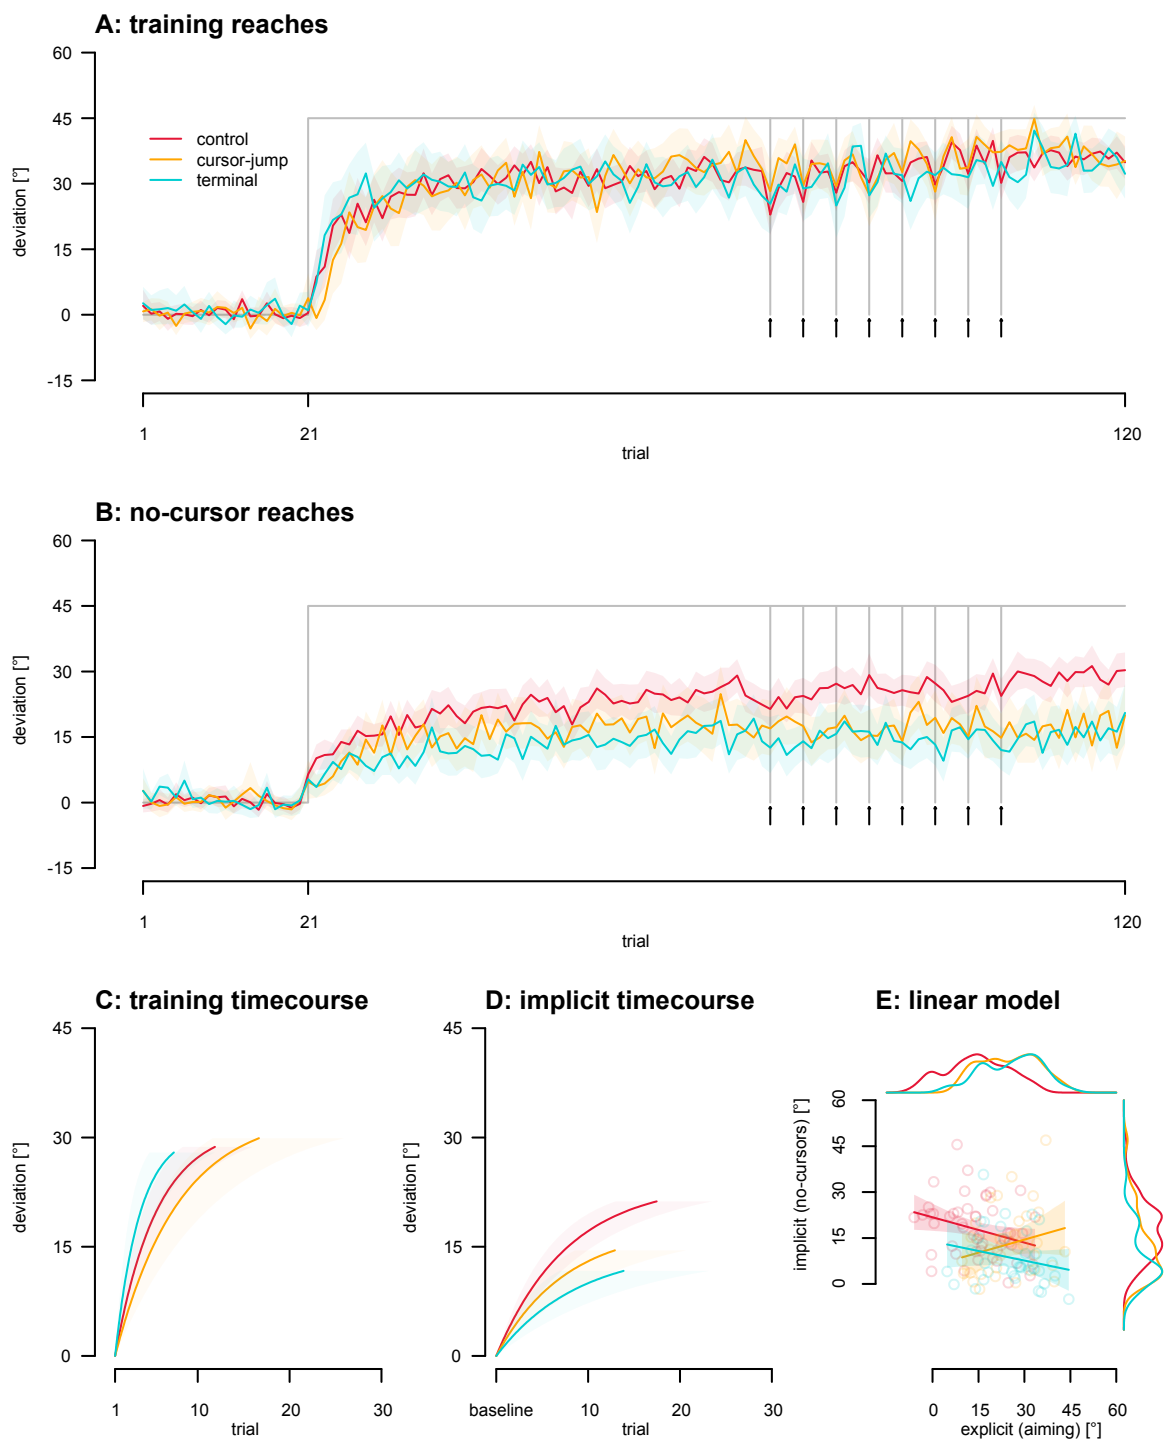 A: training reaches
60
45
30
15
0
-15
deviation [°]
control
cursor-jump
terminal
1
21
120
trial
B: no-cursor reaches
60
45
30
15
0
-15
deviation [°]
1
21
120
trial
C: training timecourse
45
30
15
0
deviation [°]
1
10
20
30
trial
D: implicit timecourse
45
30
15
0
deviation [°]
baseline
10
20
30
trial
E: linear model
60
45
30
15
0
implicit (no-cursors) [°]
0
15
30
45
60
explicit (aiming) [°]